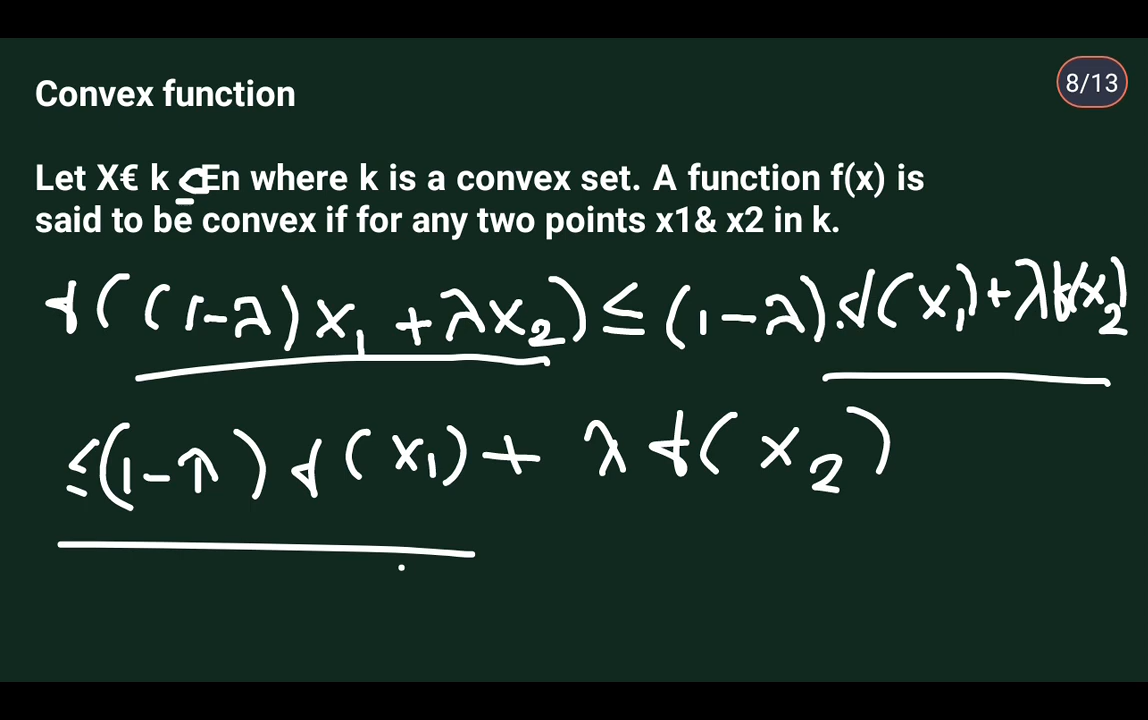 Convex function
8/13
Let X€ k ⊆ En where k is a convex set. A function f(x) is
said to be convex if for any two points x1& x2 in k.
f((1-λ)x₁+λx₂)≤(1-λ).f(x₁)+λf(x₂)
≤(1-λ)f(x₁)+λf(x₂)